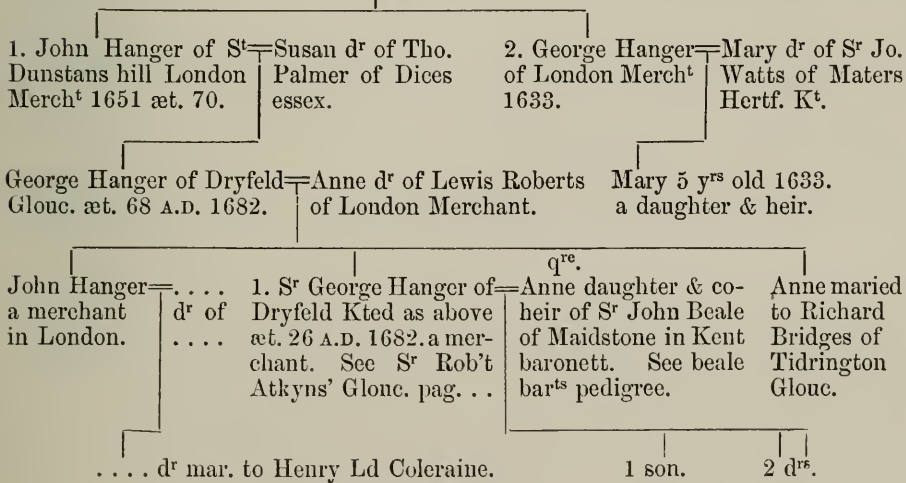 1. John Hanger of Sᵗ
Dunstans hill London
Merchᵗ 1651 æt. 70.
Susan dʳ of Tho.
Palmer of Dices
essex.
2. George Hanger
of London Merchᵗ
1633.
Mary dʳ of Sʳ Jo.
Watts of Maters
Hertf. Kᵗ.
George Hanger of Dryfeld
Glouc. æt. 68 A.D. 1682.
Anne dʳ of Lewis Roberts
of London Merchant.
Mary 5 yʳˢ old 1633.
a daughter & heir.
John Hanger
a merchant
in London.
. . . .
dʳ of
. . . .
1. Sʳ George Hanger of
Dryfeld Kted as above
æt. 26 A.D. 1682. a mer-
chant. See Sʳ Rob't
Atkyns' Glouc. pag. . .
qʳᵉ.
Anne daughter & co-
heir of Sʳ John Beale
of Maidstone in Kent
baronett. See beale
barᵗˢ pedigree.
Anne maried
to Richard
Bridges of
Tidrington
Glouc.
. . . . dʳ mar. to Henry Ld Coleraine.
1 son.
2 dʳˢ.